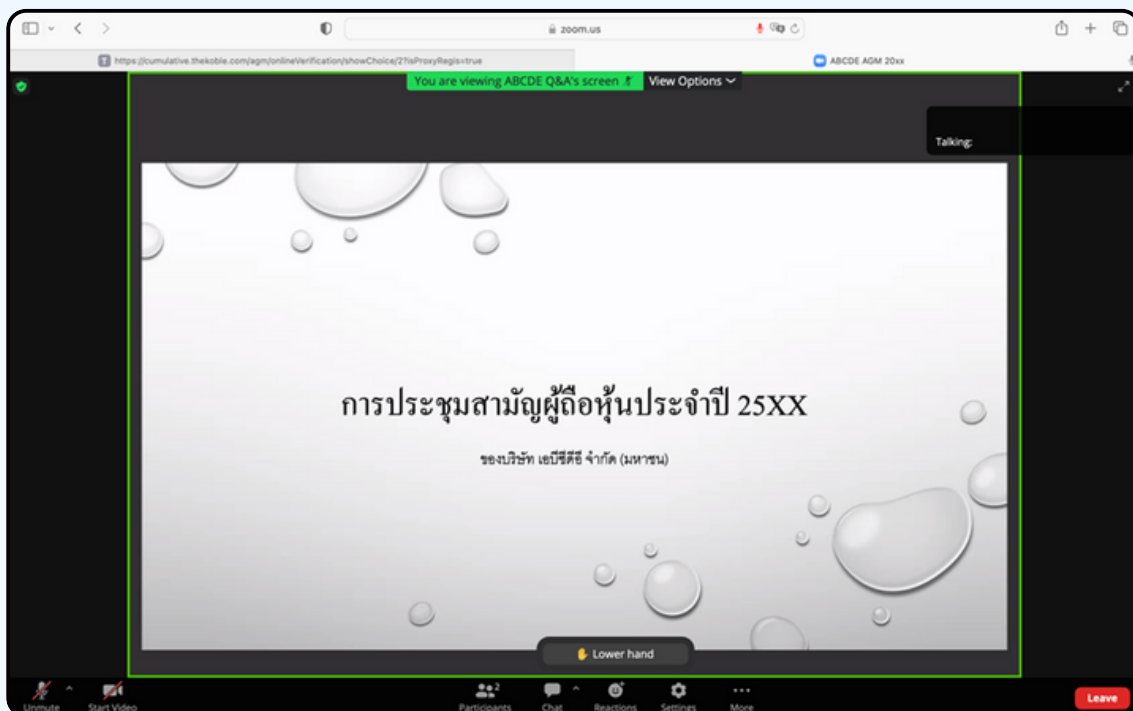 zoom.us
https://cumulative.thekoble.com/agm/onlineVerification/showChoice/2?isProxyRegis=true
ABCDE AGM 20xx
You are viewing ABCDE Q&A's screen
View Options
Talking:
การประชุมสามัญผู้ถือหุ้นประจำปี 25XX
ของบริษัท เอบีซีดีอี จำกัด (มหาชน)
Lower hand
2
Unmute
Start Video
Participants
Chat
Reactions
Settings
More
Leave